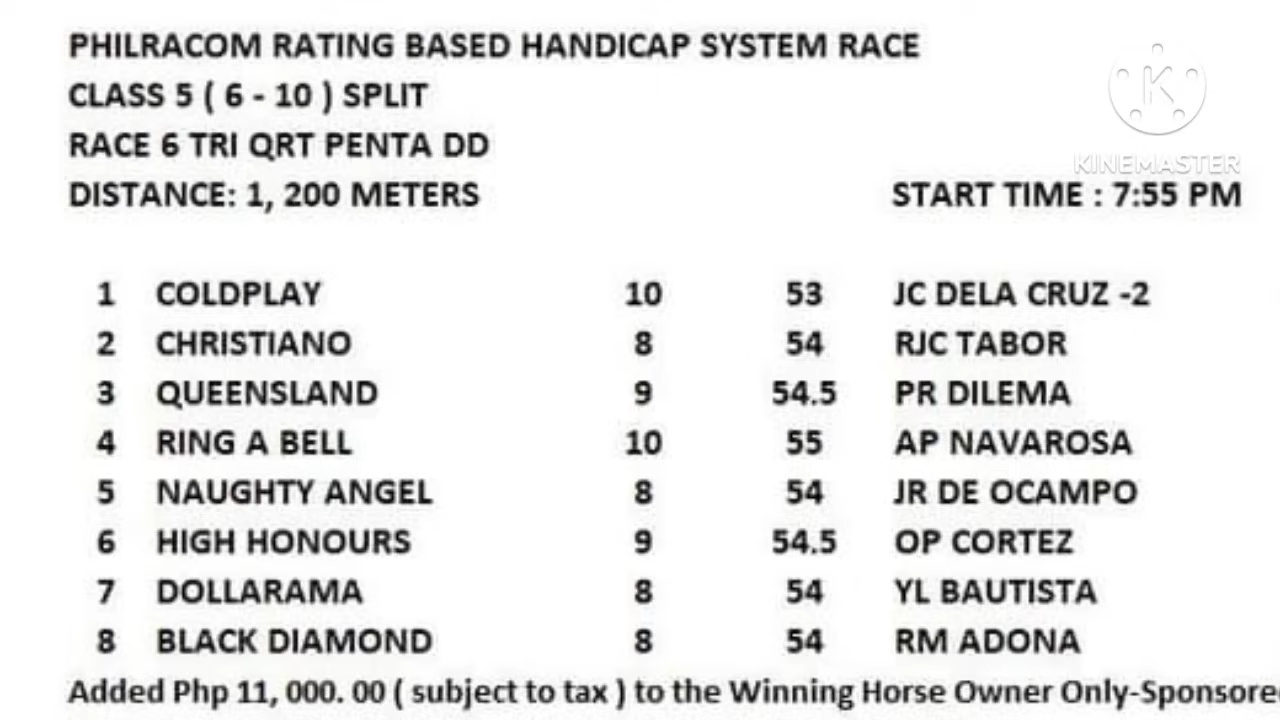 PHILRACOM RATING BASED HANDICAP SYSTEM RACE
CLASS 5 ( 6 - 10 ) SPLIT
RACE 6 TRI QRT PENTA DD
KINEMASTER
DISTANCE: 1, 200 METERS START TIME : 7:55 PM
1 COLDPLAY 10 53 JC DELA CRUZ -2
2 CHRISTIANO 8 54 RJC TABOR
3 QUEENSLAND 9 54.5 PR DILEMA
4 RING A BELL 10 55 AP NAVAROSA
5 NAUGHTY ANGEL 8 54 JR DE OCAMPO
6 HIGH HONOURS 9 54.5 OP CORTEZ
7 DOLLARAMA 8 54 YL BAUTISTA
8 BLACK DIAMOND 8 54 RM ADONA
Added Php 11, 000. 00 ( subject to tax ) to the Winning Horse Owner Only-Sponsore